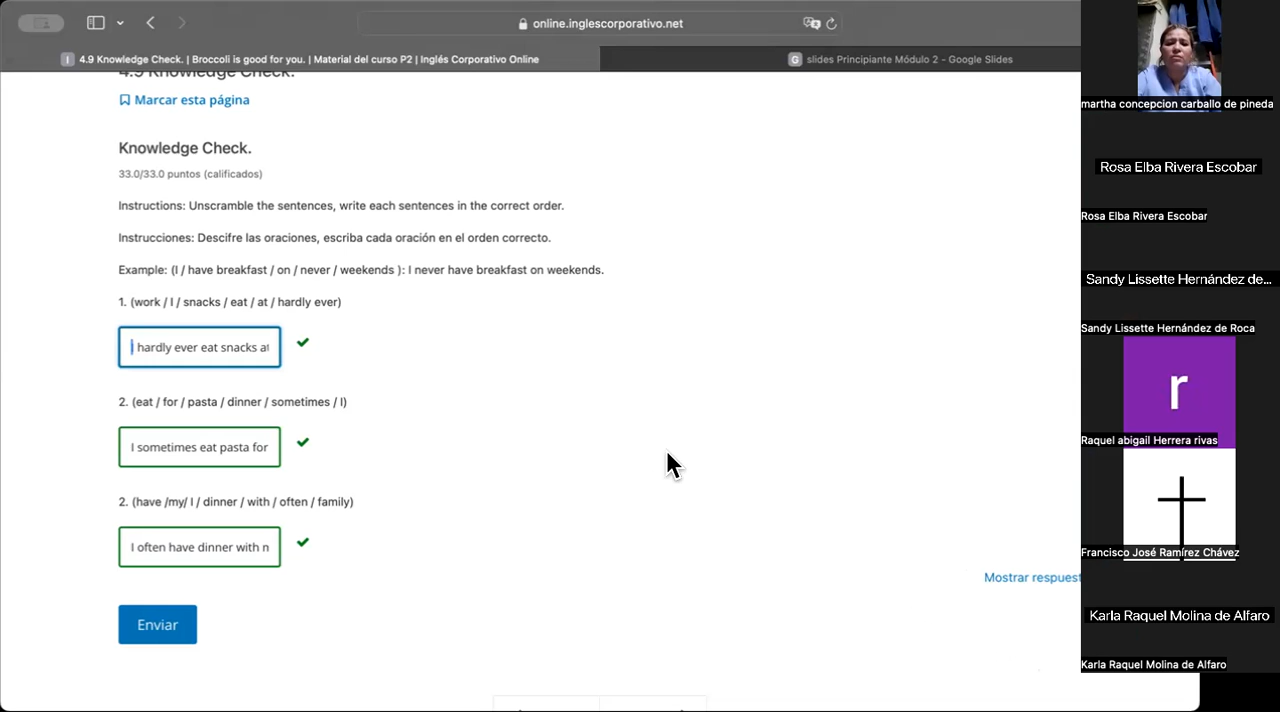 online.inglescorporativo.net
4.9 Knowledge Check. | Broccoli is good for you. | Material del curso P2 | Inglés Corporativo Online
slides Principiante Módulo 2 - Google Slides
4.9 Knowledge Check.
Marcar esta página
Knowledge Check.
33.0/33.0 puntos (calificados)
Instructions: Unscramble the sentences, write each sentences in the correct order.
Instrucciones: Descifre las oraciones, escriba cada oración en el orden correcto.
Example: (I / have breakfast / on / never / weekends ): I never have breakfast on weekends.
1. (work / I / snacks / eat / at / hardly ever)
I hardly ever eat snacks at
2. (eat / for / pasta / dinner / sometimes / I)
I sometimes eat pasta for
2. (have /my/ I / dinner / with / often / family)
I often have dinner with
Mostrar respuest
Enviar
martha concepcion carballo de pineda
Rosa Elba Rivera Escobar
Rosa Elba Rivera Escobar
Sandy Lissette Hernández de...
Sandy Lissette Hernández de Roca
r
Raquel abigail Herrera rivas
Francisco José Ramírez Chávez
Karla Raquel Molina de Alfaro
Karla Raquel Molina de Alfaro